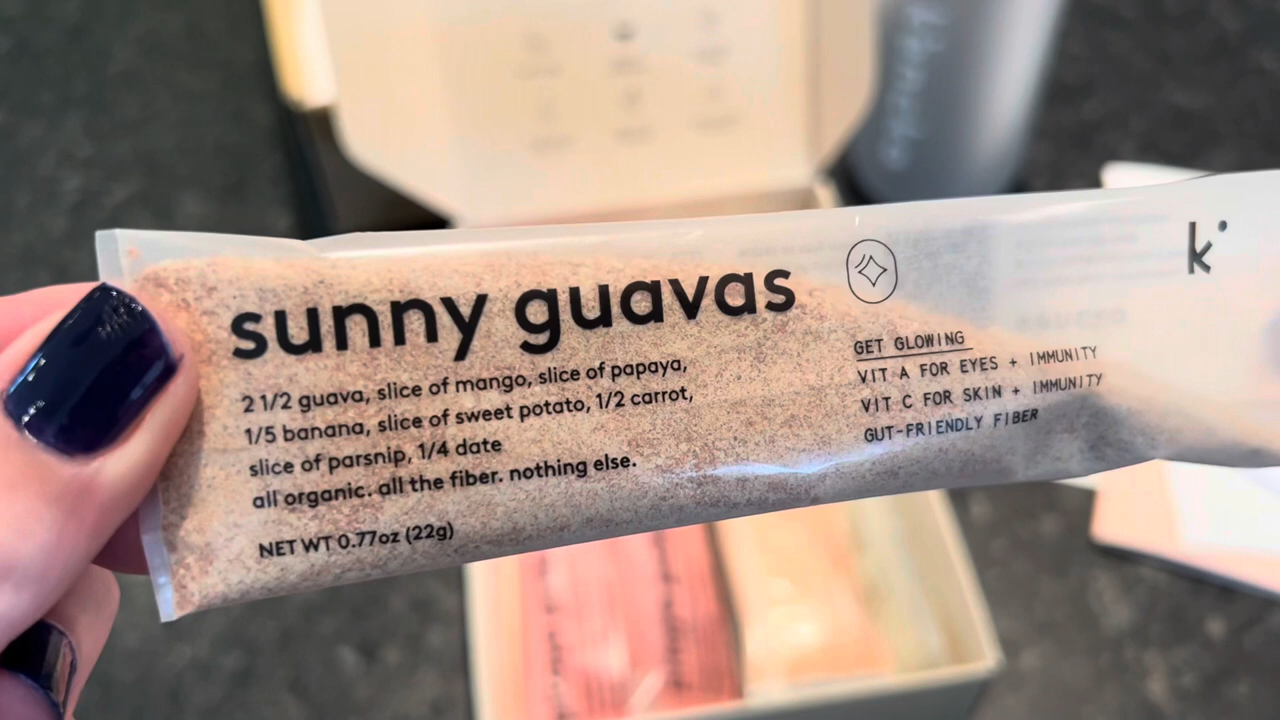 sunny guavas
2 1/2 guava, slice of mango, slice of papaya,
1/5 banana, slice of sweet potato, 1/2 carrot,
slice of parsnip, 1/4 date
all organic. all the fiber. nothing else.
NET WT 0.77oz (22g)
GET GLOWING
VIT A FOR EYES + IMMUNITY
VIT C FOR SKIN + IMMUNITY
GUT-FRIENDLY FIBER
k